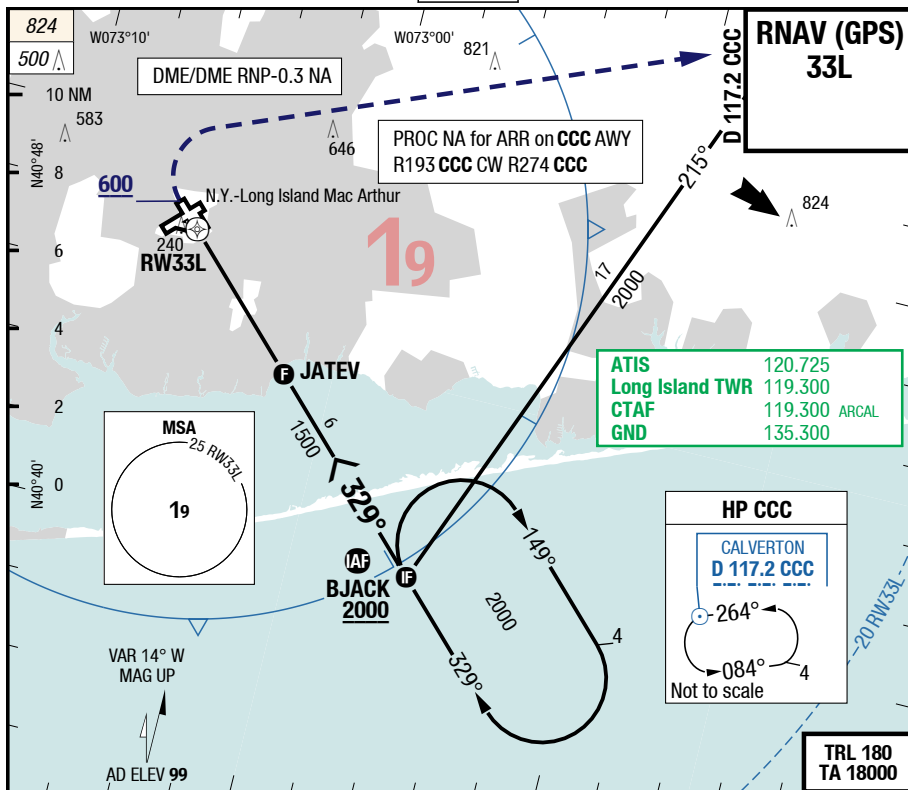 824
500
W073°10'
W073°00'
821
D 117.2 CCC
RNAV (GPS)
33L
DME/DME RNP-0.3 NA
10 NM
583
646
PROC NA for ARR on CCC AWY
R193 CCC CW R274 CCC
215°
N40°48'
8
600
N.Y.-Long Island Mac Arthur
824
240
RW33L
6
19
17
2000
4
JATEV
F
ATIS 120.725
Long Island TWR 119.300
CTAF 119.300 ARCAL
GND 135.300
2
6
1500
MSA
25 RW33L
19
N40°40'
0
329°
149°
HP CCC
CALVERTON
D 117.2 CCC
264°
084°
4
Not to scale
IAF
IF
BJACK
2000
2000
4
329°
20 RW33L
VAR 14° W
MAG UP
AD ELEV 99
TRL 180
TA 18000